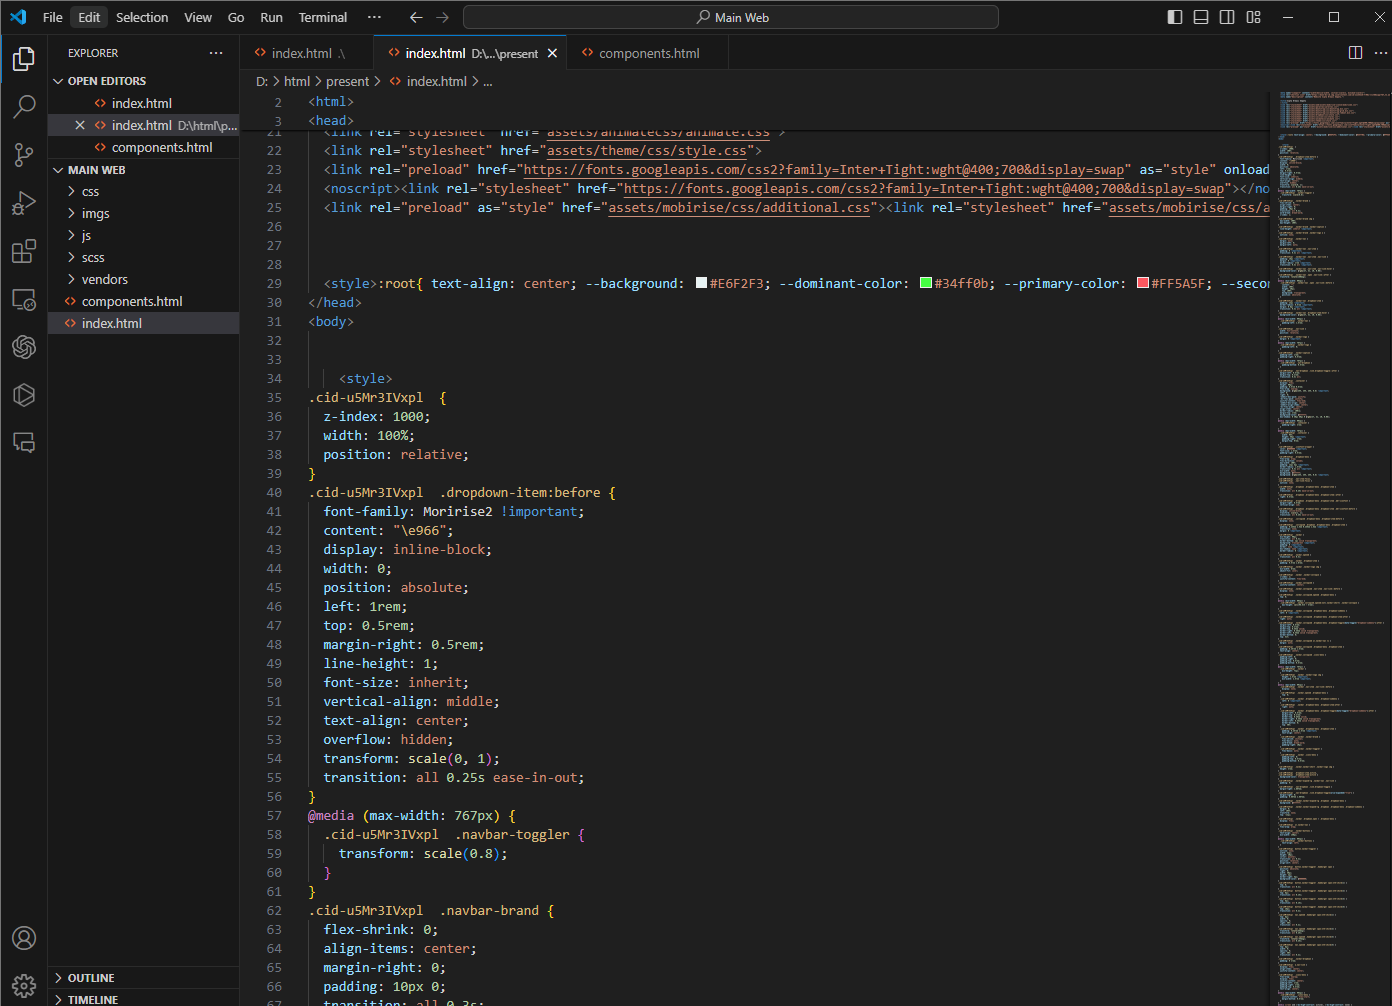 File Edit Selection View Go Run Terminal ··· Main Web
EXPLORER ···
OPEN EDITORS
index.html
index.html D:\html\p...
components.html
MAIN WEB
css
imgs
js
scss
vendors
components.html
index.html
OUTLINE
TIMELINE
index.html .\ index.html D:\...\present components.html
D: > html > present > index.html > ...
2 <html>
3 <head>
21 <link rel="stylesheet" href="assets/animatecss/animate.css">
22 <link rel="stylesheet" href="assets/theme/css/style.css">
23 <link rel="preload" href="https://fonts.googleapis.com/css2?family=Inter+Tight:wght@400;700&display=swap" as="style" onload
24 <noscript><link rel="stylesheet" href="https://fonts.googleapis.com/css2?family=Inter+Tight:wght@400;700&display=swap"></no
25 <link rel="preload" as="style" href="assets/mobirise/css/additional.css"><link rel="stylesheet" href="assets/mobirise/css/a
26
27
28
29 <style>:root{ text-align: center; --background: #E6F2F3; --dominant-color: #34ff0b; --primary-color: #FF5A5F; --secon
30 </head>
31 <body>
32
33
34 <style>
35 .cid-u5Mr3IVxpl {
36 z-index: 1000;
37 width: 100%;
38 position: relative;
39 }
40 .cid-u5Mr3IVxpl .dropdown-item:before {
41 font-family: Moririse2 !important;
42 content: "\e966";
43 display: inline-block;
44 width: 0;
45 position: absolute;
46 left: 1rem;
47 top: 0.5rem;
48 margin-right: 0.5rem;
49 line-height: 1;
50 font-size: inherit;
51 vertical-align: middle;
52 text-align: center;
53 overflow: hidden;
54 transform: scale(0, 1);
55 transition: all 0.25s ease-in-out;
56 }
57 @media (max-width: 767px) {
58 .cid-u5Mr3IVxpl .navbar-toggler {
59 transform: scale(0.8);
60 }
61 }
62 .cid-u5Mr3IVxpl .navbar-brand {
63 flex-shrink: 0;
64 align-items: center;
65 margin-right: 0;
66 padding: 10px 0;
67 transition: all 0.3s;